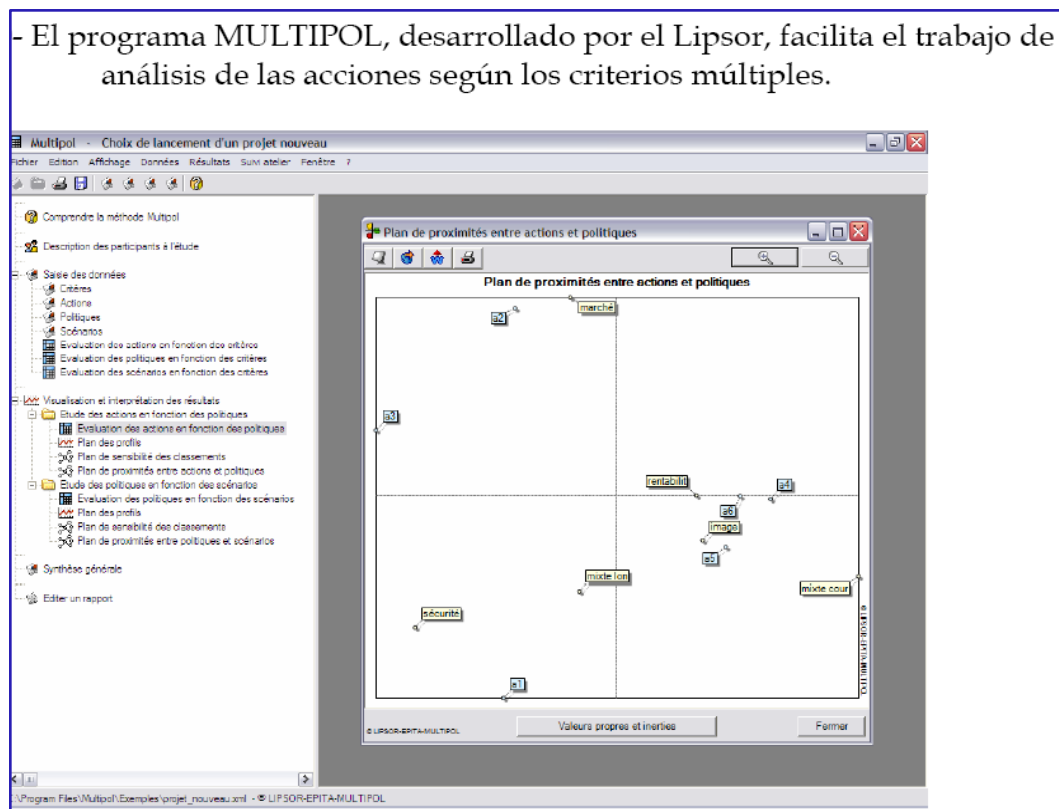 - El programa MULTIPOL, desarrollado por el Lipsor, facilita el trabajo de
análisis de las acciones según los criterios múltiples.
Multipol - Choix de lancement d'un projet nouveau
Fichier Edition Affichage Données Résultats Suivi atelier Fenêtre ?
Comprendre la méthode Multipol
Description des participants à l'étude
Saisie des données
Critères
Actions
Politiques
Scénarios
Evaluation des actions en fonction des critères
Evaluation des politiques en fonction des critères
Evaluation des scénarios en fonction des critères
Visualisation et interprétation des résultats
Etude des actions en fonction des politiques
Evaluation des actions en fonction des politiques
Plan des profils
Plan de sensibilité des classements
Plan de proximités entre actions et politiques
Etude des politiques en fonction des scénarios
Evaluation des politiques en fonction des scénarios
Plan des profils
Plan de sensibilité des classements
Plan de proximités entre politiques et scénarios
Synthèse générale
Editer un rapport
Plan de proximités entre actions et politiques
Plan de proximités entre actions et politiques
marché
a2
a3
rentabilit
a4
a6
image
a5
mixte lon
mixte cour
sécurité
a1
© LIPSOR-EPITA-MULTIPOL
© LIPSOR-EPITA-MULTIPOL
Valeurs propres et inerties
Fermer
:\Program Files\Multipol\Exemples\projet_nouveau.xml - © LIPSOR-EPITA-MULTIPOL